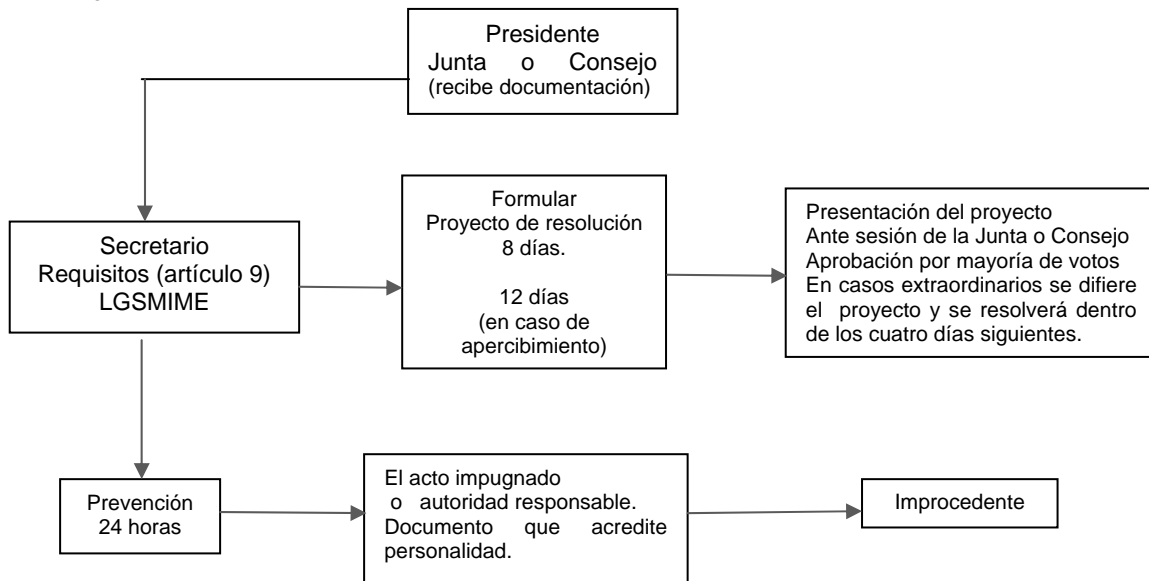 Presidente
Junta o Consejo
(recibe documentación)
Secretario
Requisitos (artículo 9)
LGSMIME
Formular
Proyecto de resolución
8 días.
12 días
(en caso de
apercibimiento)
Presentación del proyecto
Ante sesión de la Junta o Consejo
Aprobación por mayoría de votos
En casos extraordinarios se difiere
el proyecto y se resolverá dentro
de los cuatro días siguientes.
Prevención
24 horas
El acto impugnado
o autoridad responsable.
Documento que acredite
personalidad.
Improcedente